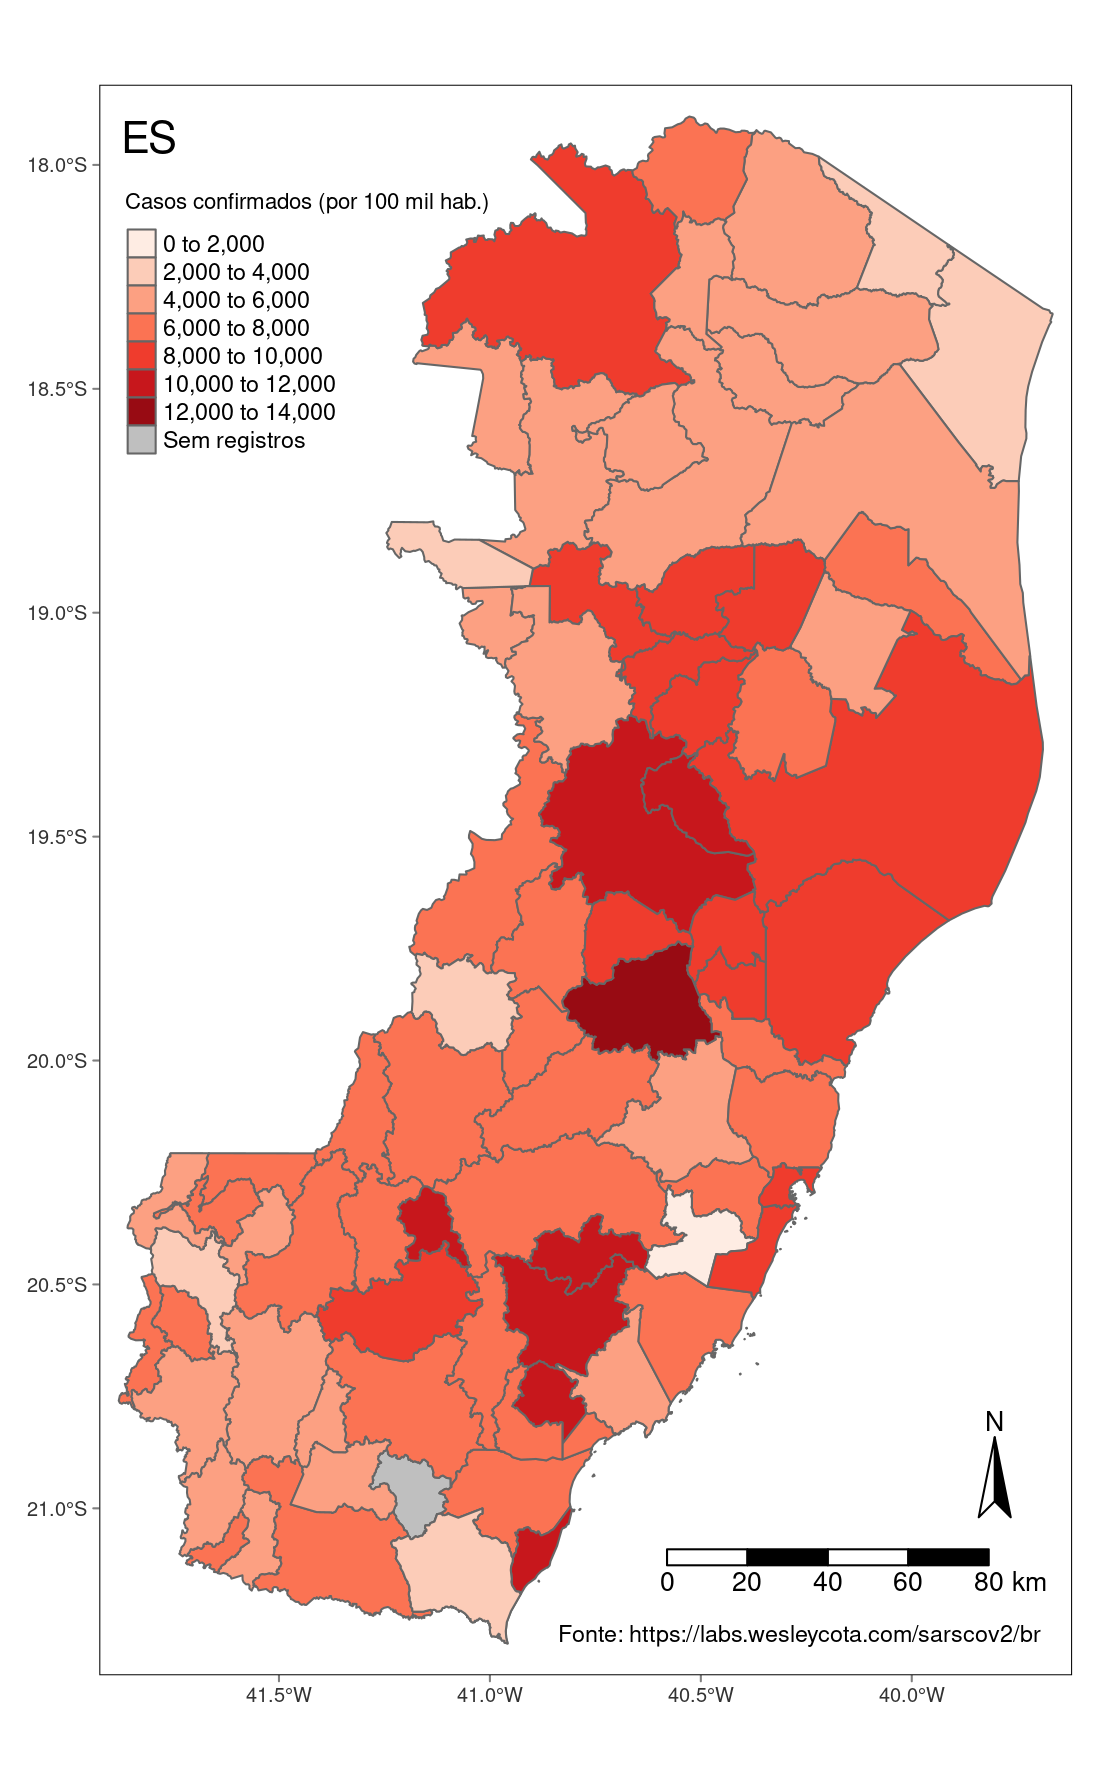 ES
Casos confirmados (por 100 mil hab.)
0 to 2,000
2,000 to 4,000
4,000 to 6,000
6,000 to 8,000
8,000 to 10,000
10,000 to 12,000
12,000 to 14,000
Sem registros
18.0°S
18.5°S
19.0°S
19.5°S
20.0°S
20.5°S
21.0°S
N
0 20 40 60 80 km
Fonte: https://labs.wesleycota.com/sarscov2/br
41.5°W 41.0°W 40.5°W 40.0°W